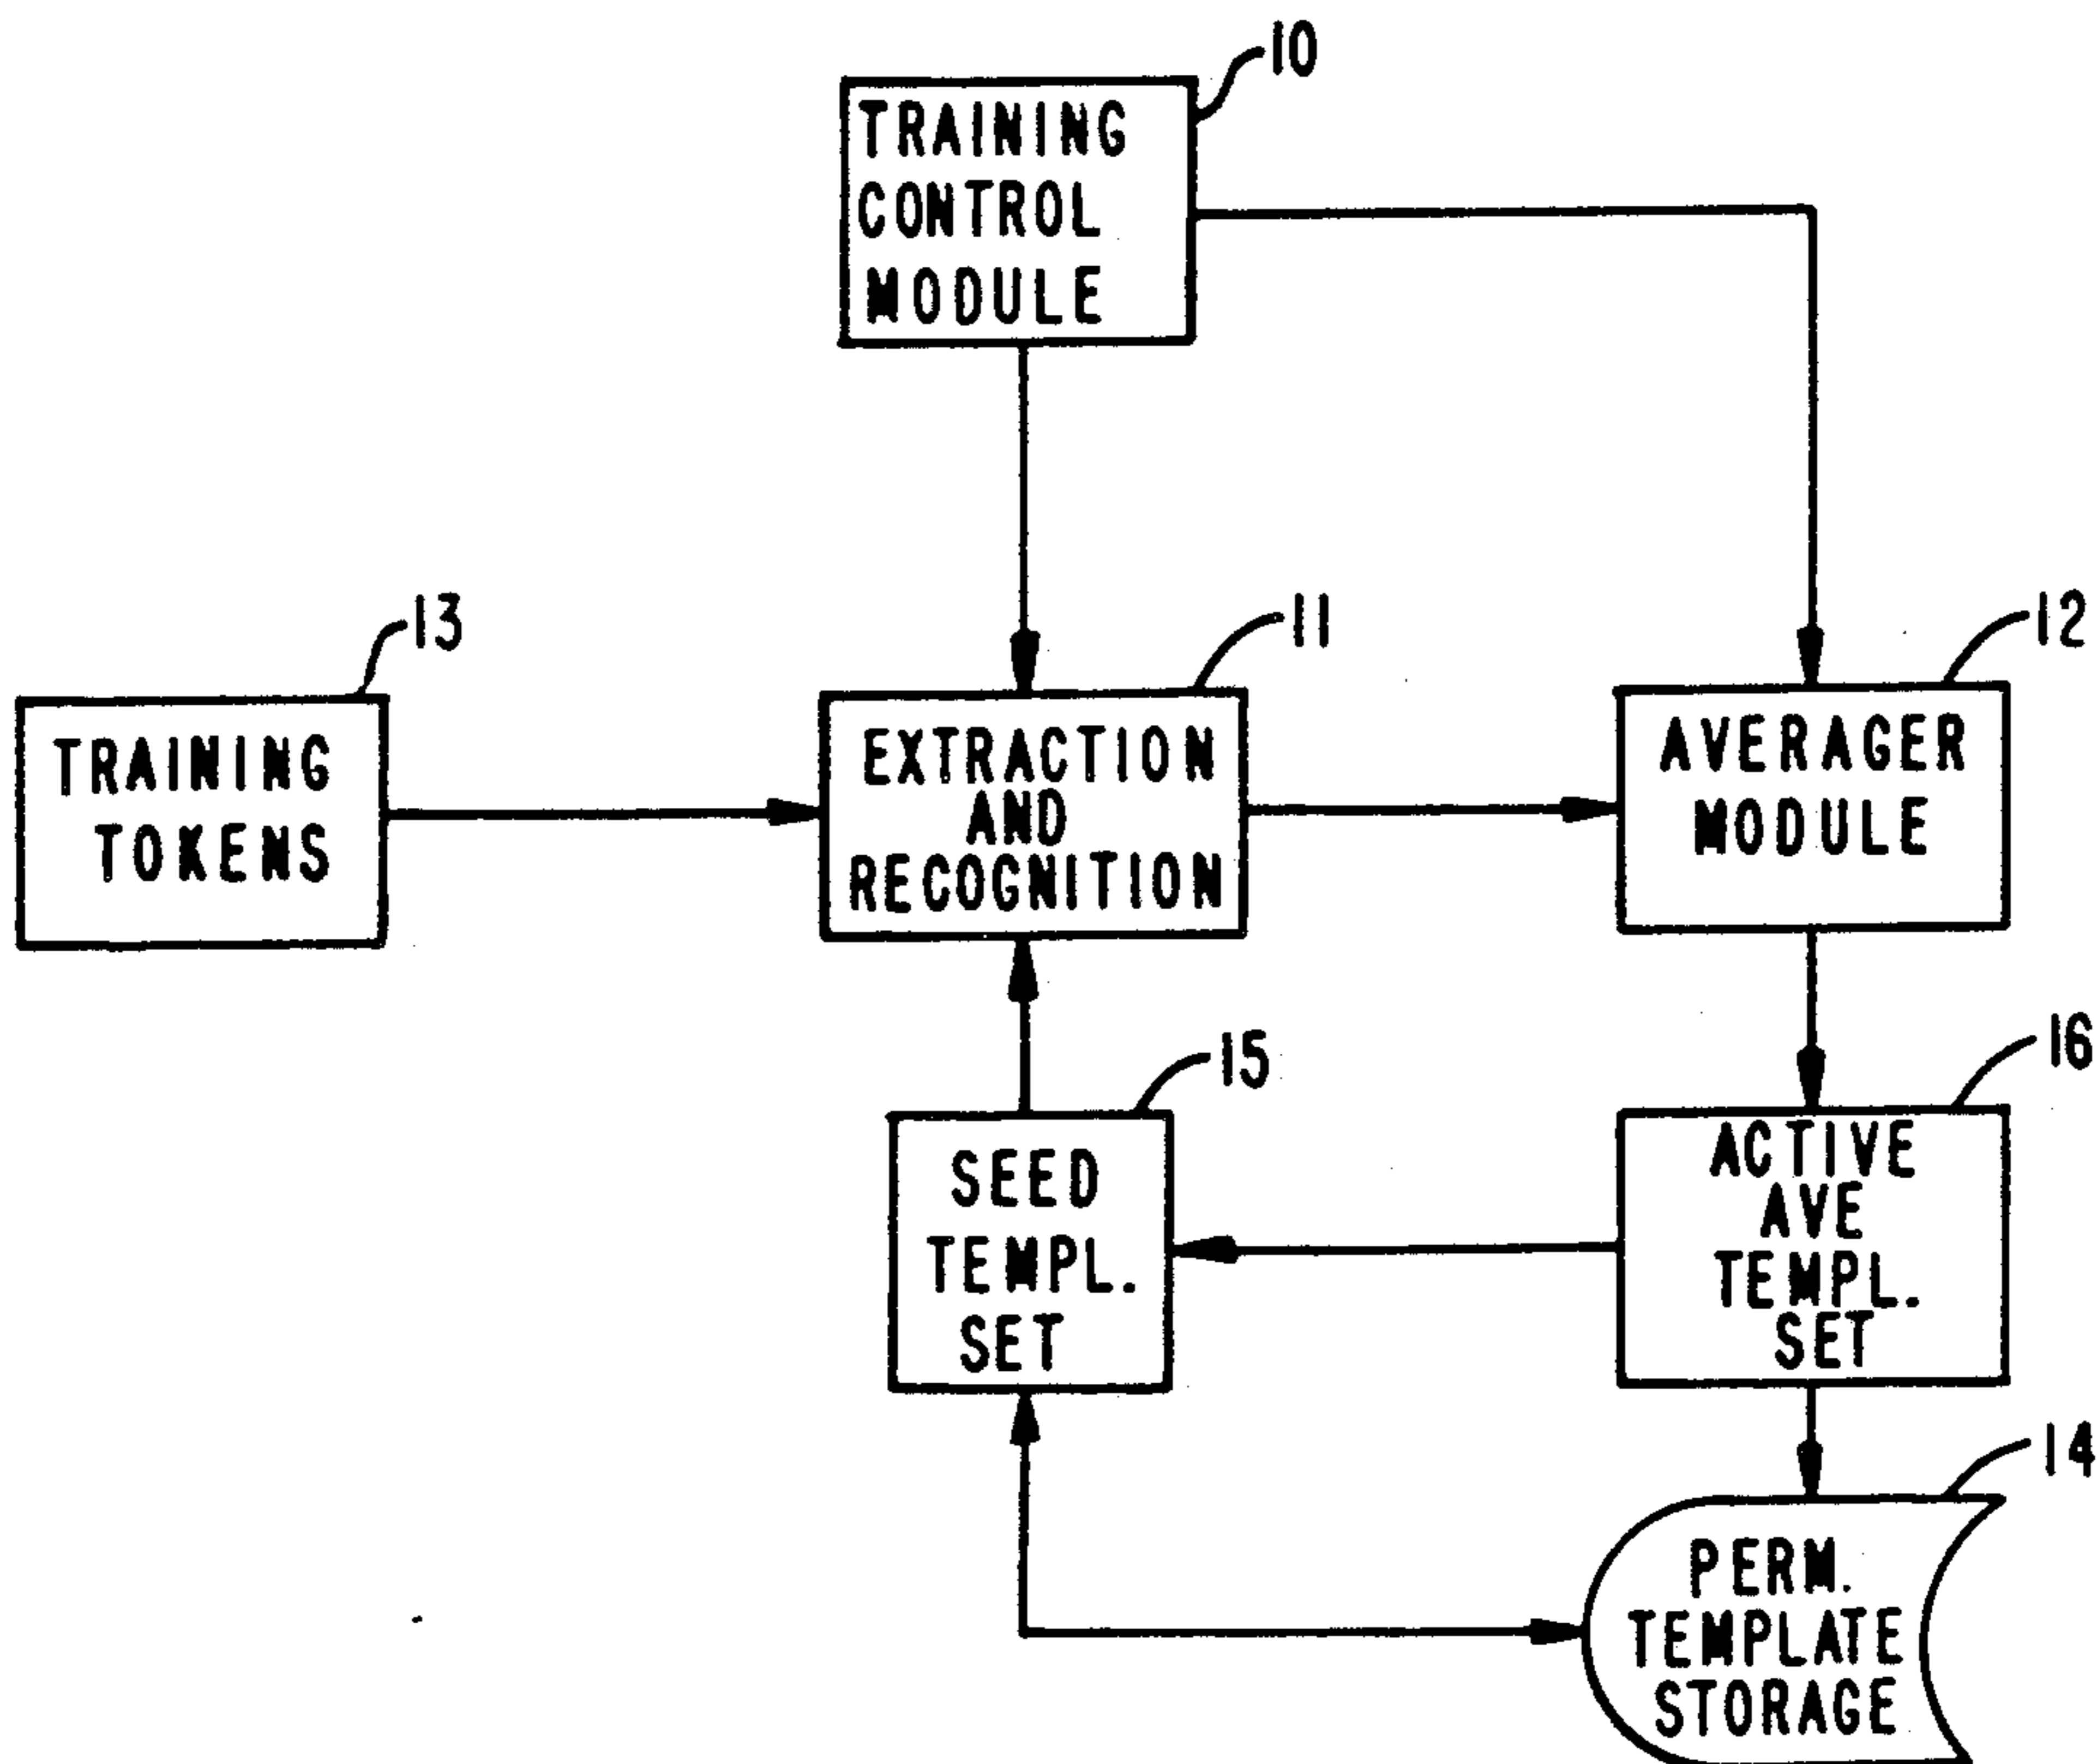 10
TRAINING
CONTROL
MODULE
13
11
12
TRAINING
TOKENS
EXTRACTION
AND
RECOGNITION
AVERAGER
MODULE
15
16
SEED
TEMPL.
SET
ACTIVE
AVE
TEMPL.
SET
14
PERM.
TEMPLATE
STORAGE